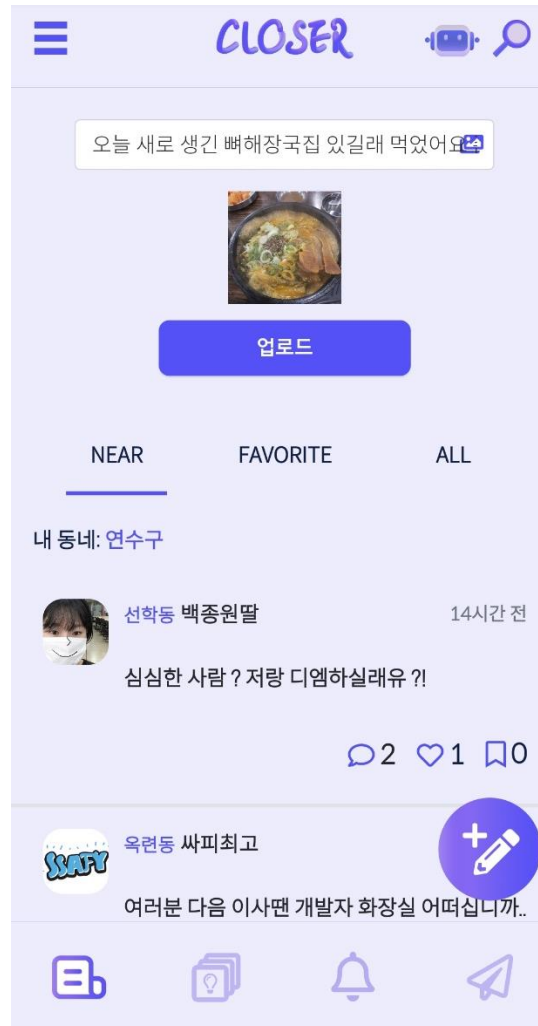 CLOSER
오늘 새로 생긴 뼈해장국집 있길래 먹었어요
업로드
NEAR FAVORITE ALL
내 동네: 연수구
선학동 백종원딸 14시간 전
심심한 사람 ? 저랑 디엠하실래유 ?!
2 1 0
SSAFY
옥련동 싸피최고
여러분 다음 이사땐 개발자 화장실 어떠십니까..